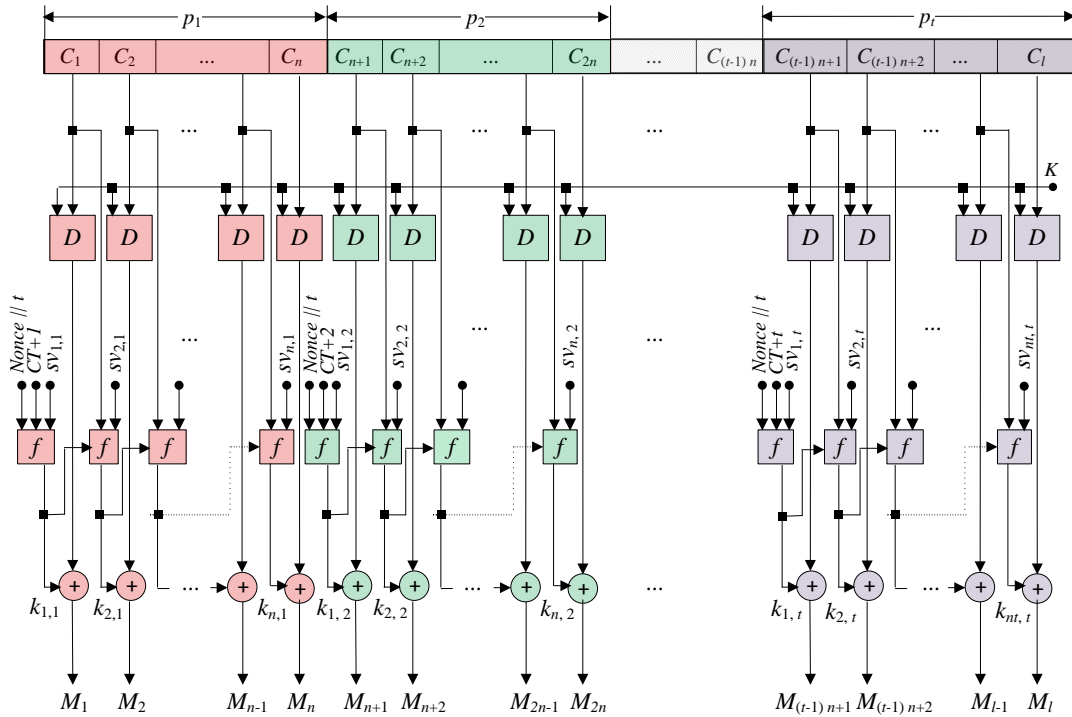 p1 p2 pt
C1 C2 ... Cn Cn+1 Cn+2 ... C2n ... C(t-1) n C(t-1) n+1 C(t-1) n+2 ... Cl
... ... ... ...
K
D D D D D D D D D D D D
Nonce || t
CT+1
sv1,1
sv2,1
...
svn,1
Nonce || t
CT+2
sv1, 2
sv2, 2
...
svn, 2
Nonce || t
CT+t
sv1, t
sv2, t
...
svnt, t
f f f f f f f f f f f f
+ + ... + + + + ... + + ... + + ... + +
k1,1 k2,1 kn,1 k1, 2 k2, 2 kn, 2 k1, t k2, t knt, t
M1 M2 Mn-1 Mn Mn+1 Mn+2 M2n-1 M2n M(t-1) n+1 M(t-1) n+2 Ml-1 Ml